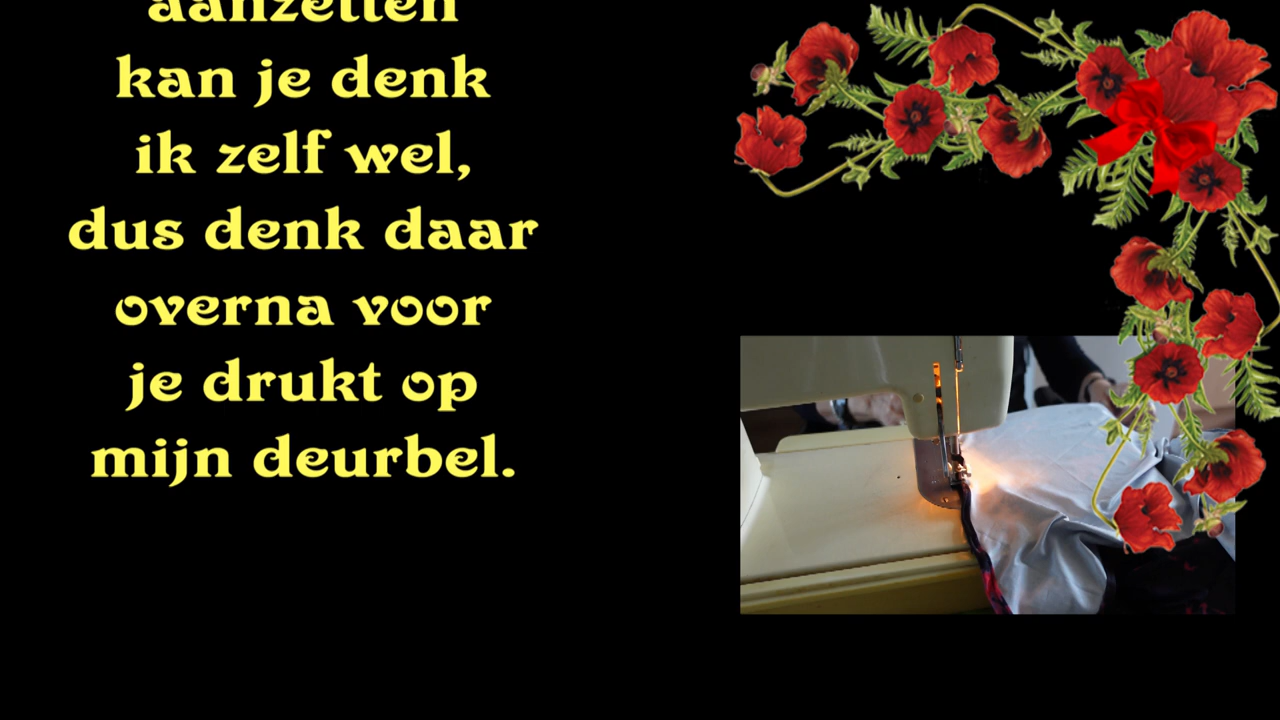 aanzetten
kan je denk
ik zelf wel,
dus denk daar
overna voor
je drukt op
mijn deurbel.